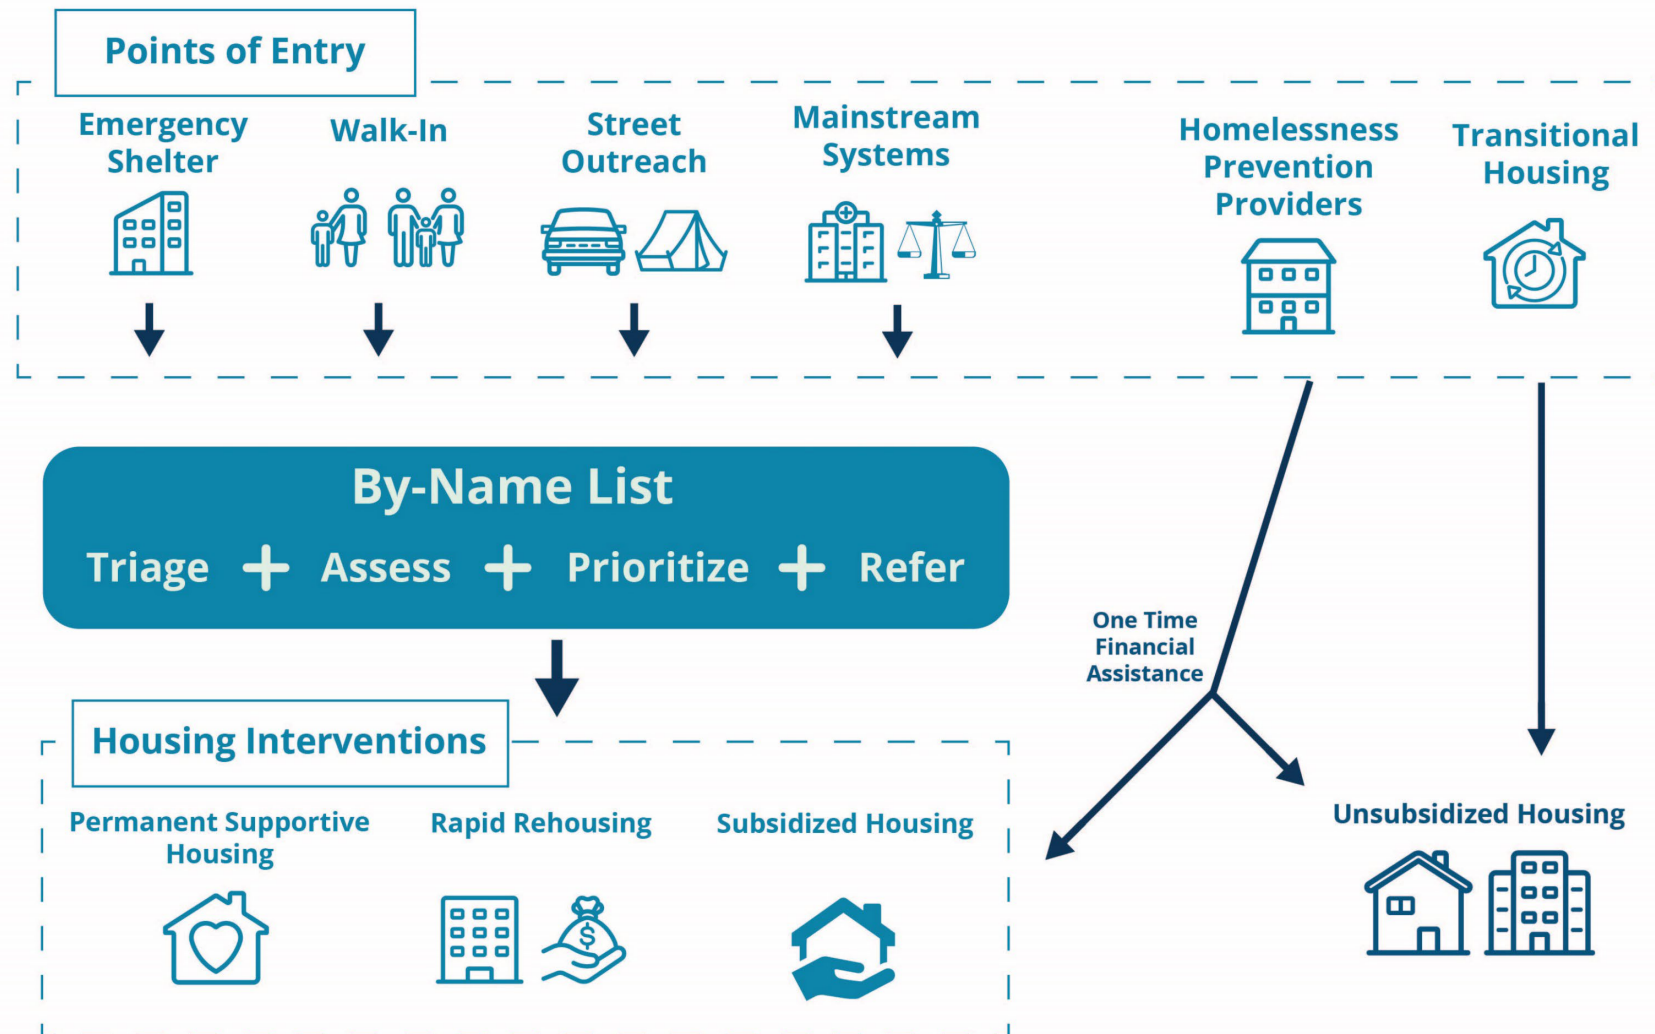 Points of Entry
Emergency
Shelter
Walk-In
Street
Outreach
Mainstream
Systems
Homelessness
Prevention
Providers
Transitional
Housing
By-Name List
Triage + Assess + Prioritize + Refer
One Time
Financial
Assistance
Housing Interventions
Permanent Supportive
Housing
Rapid Rehousing
$
Subsidized Housing
Unsubsidized Housing